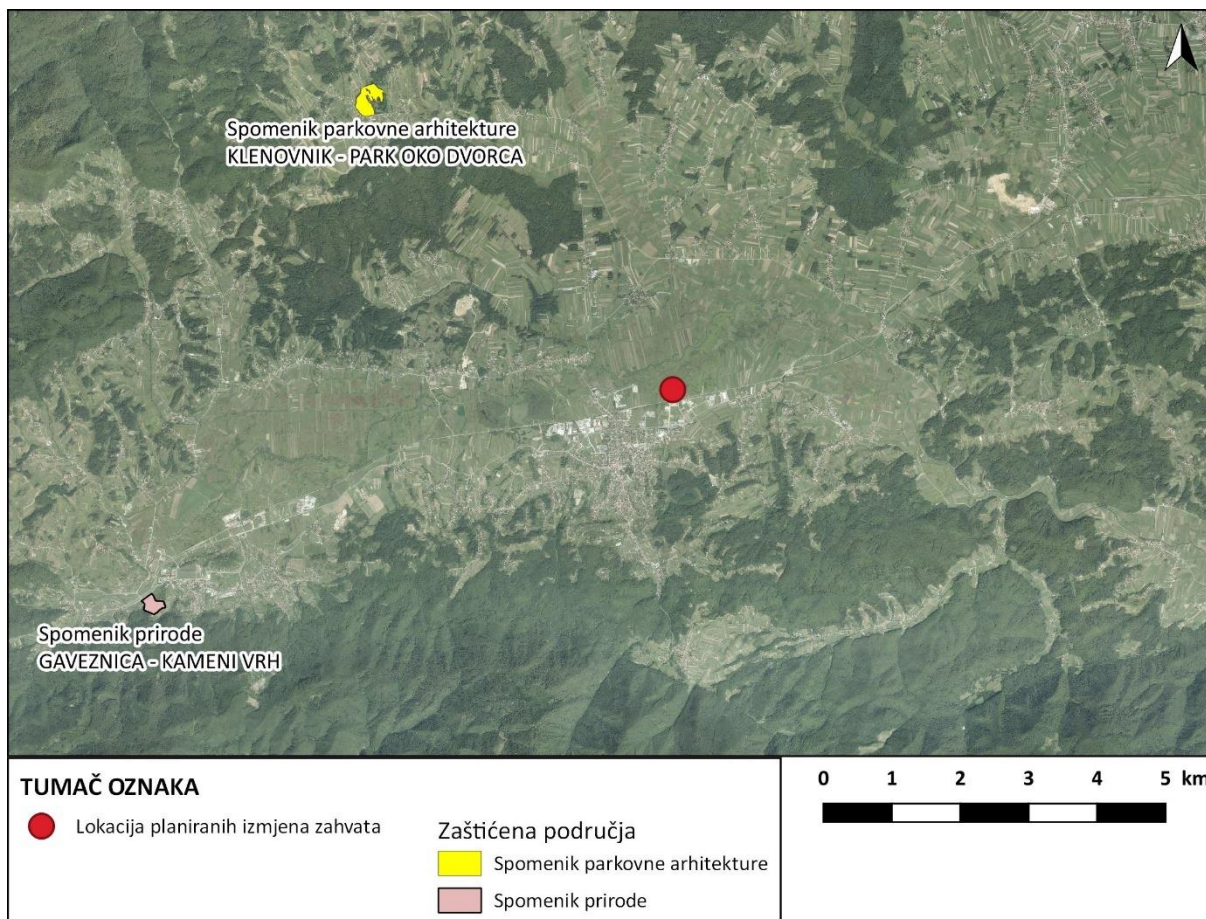 Spomenik parkovne arhitekture
KLENOVNIK - PARK OKO DVORCA
Spomenik prirode
GAVEZNICA - KAMENI VRH
TUMAČ OZNAKA
Lokacija planiranih izmjena zahvata
Zaštićena područja
Spomenik parkovne arhitekture
Spomenik prirode
0 1 2 3 4 5 km